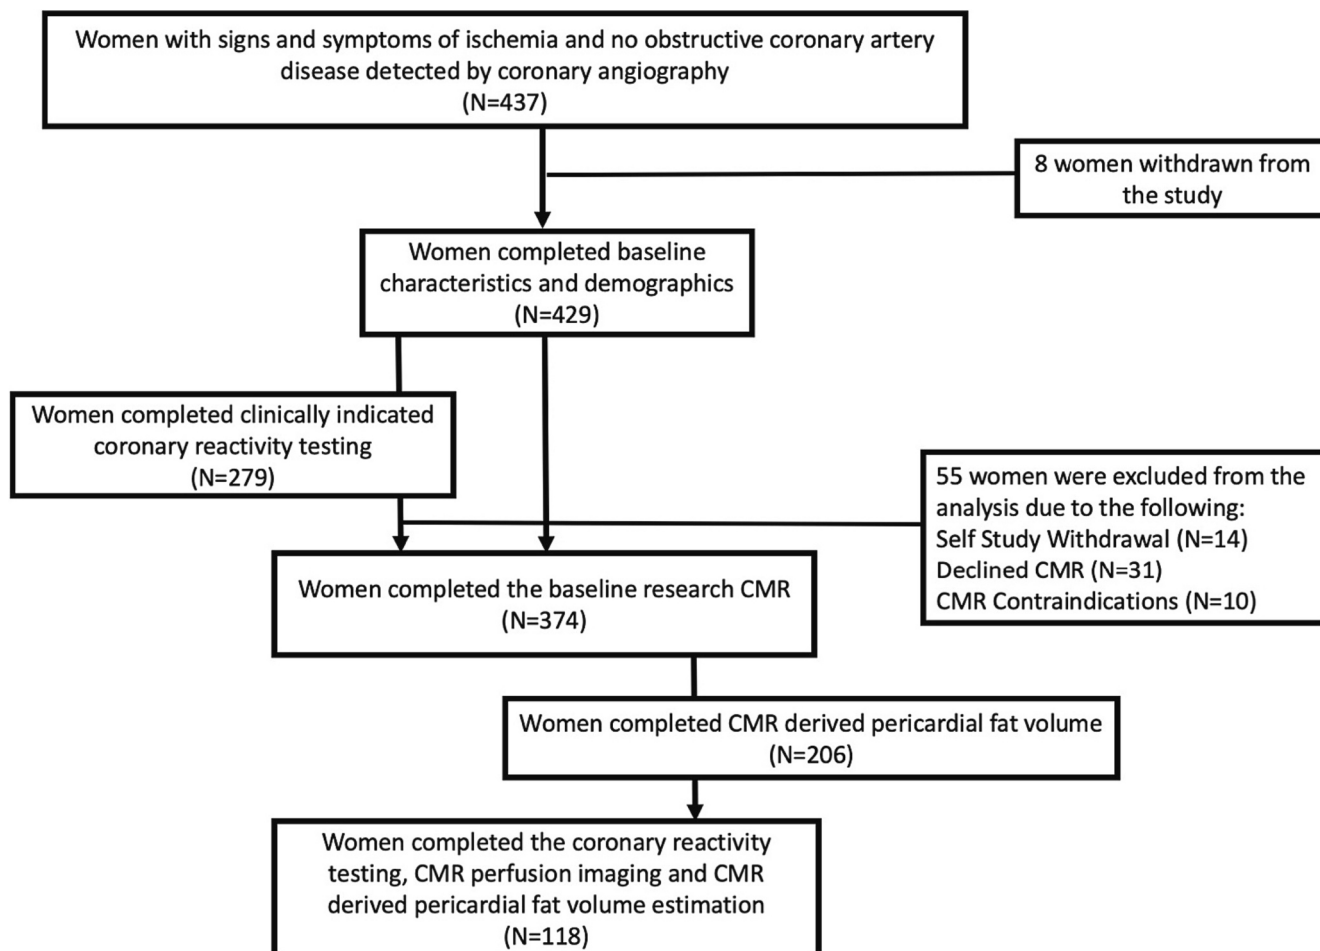 Women with signs and symptoms of ischemia and no obstructive coronary artery
disease detected by coronary angiography
(N=437)
8 women withdrawn from
the study
Women completed baseline
characteristics and demographics
(N=429)
Women completed clinically indicated
coronary reactivity testing
(N=279)
55 women were excluded from the
analysis due to the following:
Self Study Withdrawal (N=14)
Declined CMR (N=31)
CMR Contraindications (N=10)
Women completed the baseline research CMR
(N=374)
Women completed CMR derived pericardial fat volume
(N=206)
Women completed the coronary reactivity
testing, CMR perfusion imaging and CMR
derived pericardial fat volume estimation
(N=118)